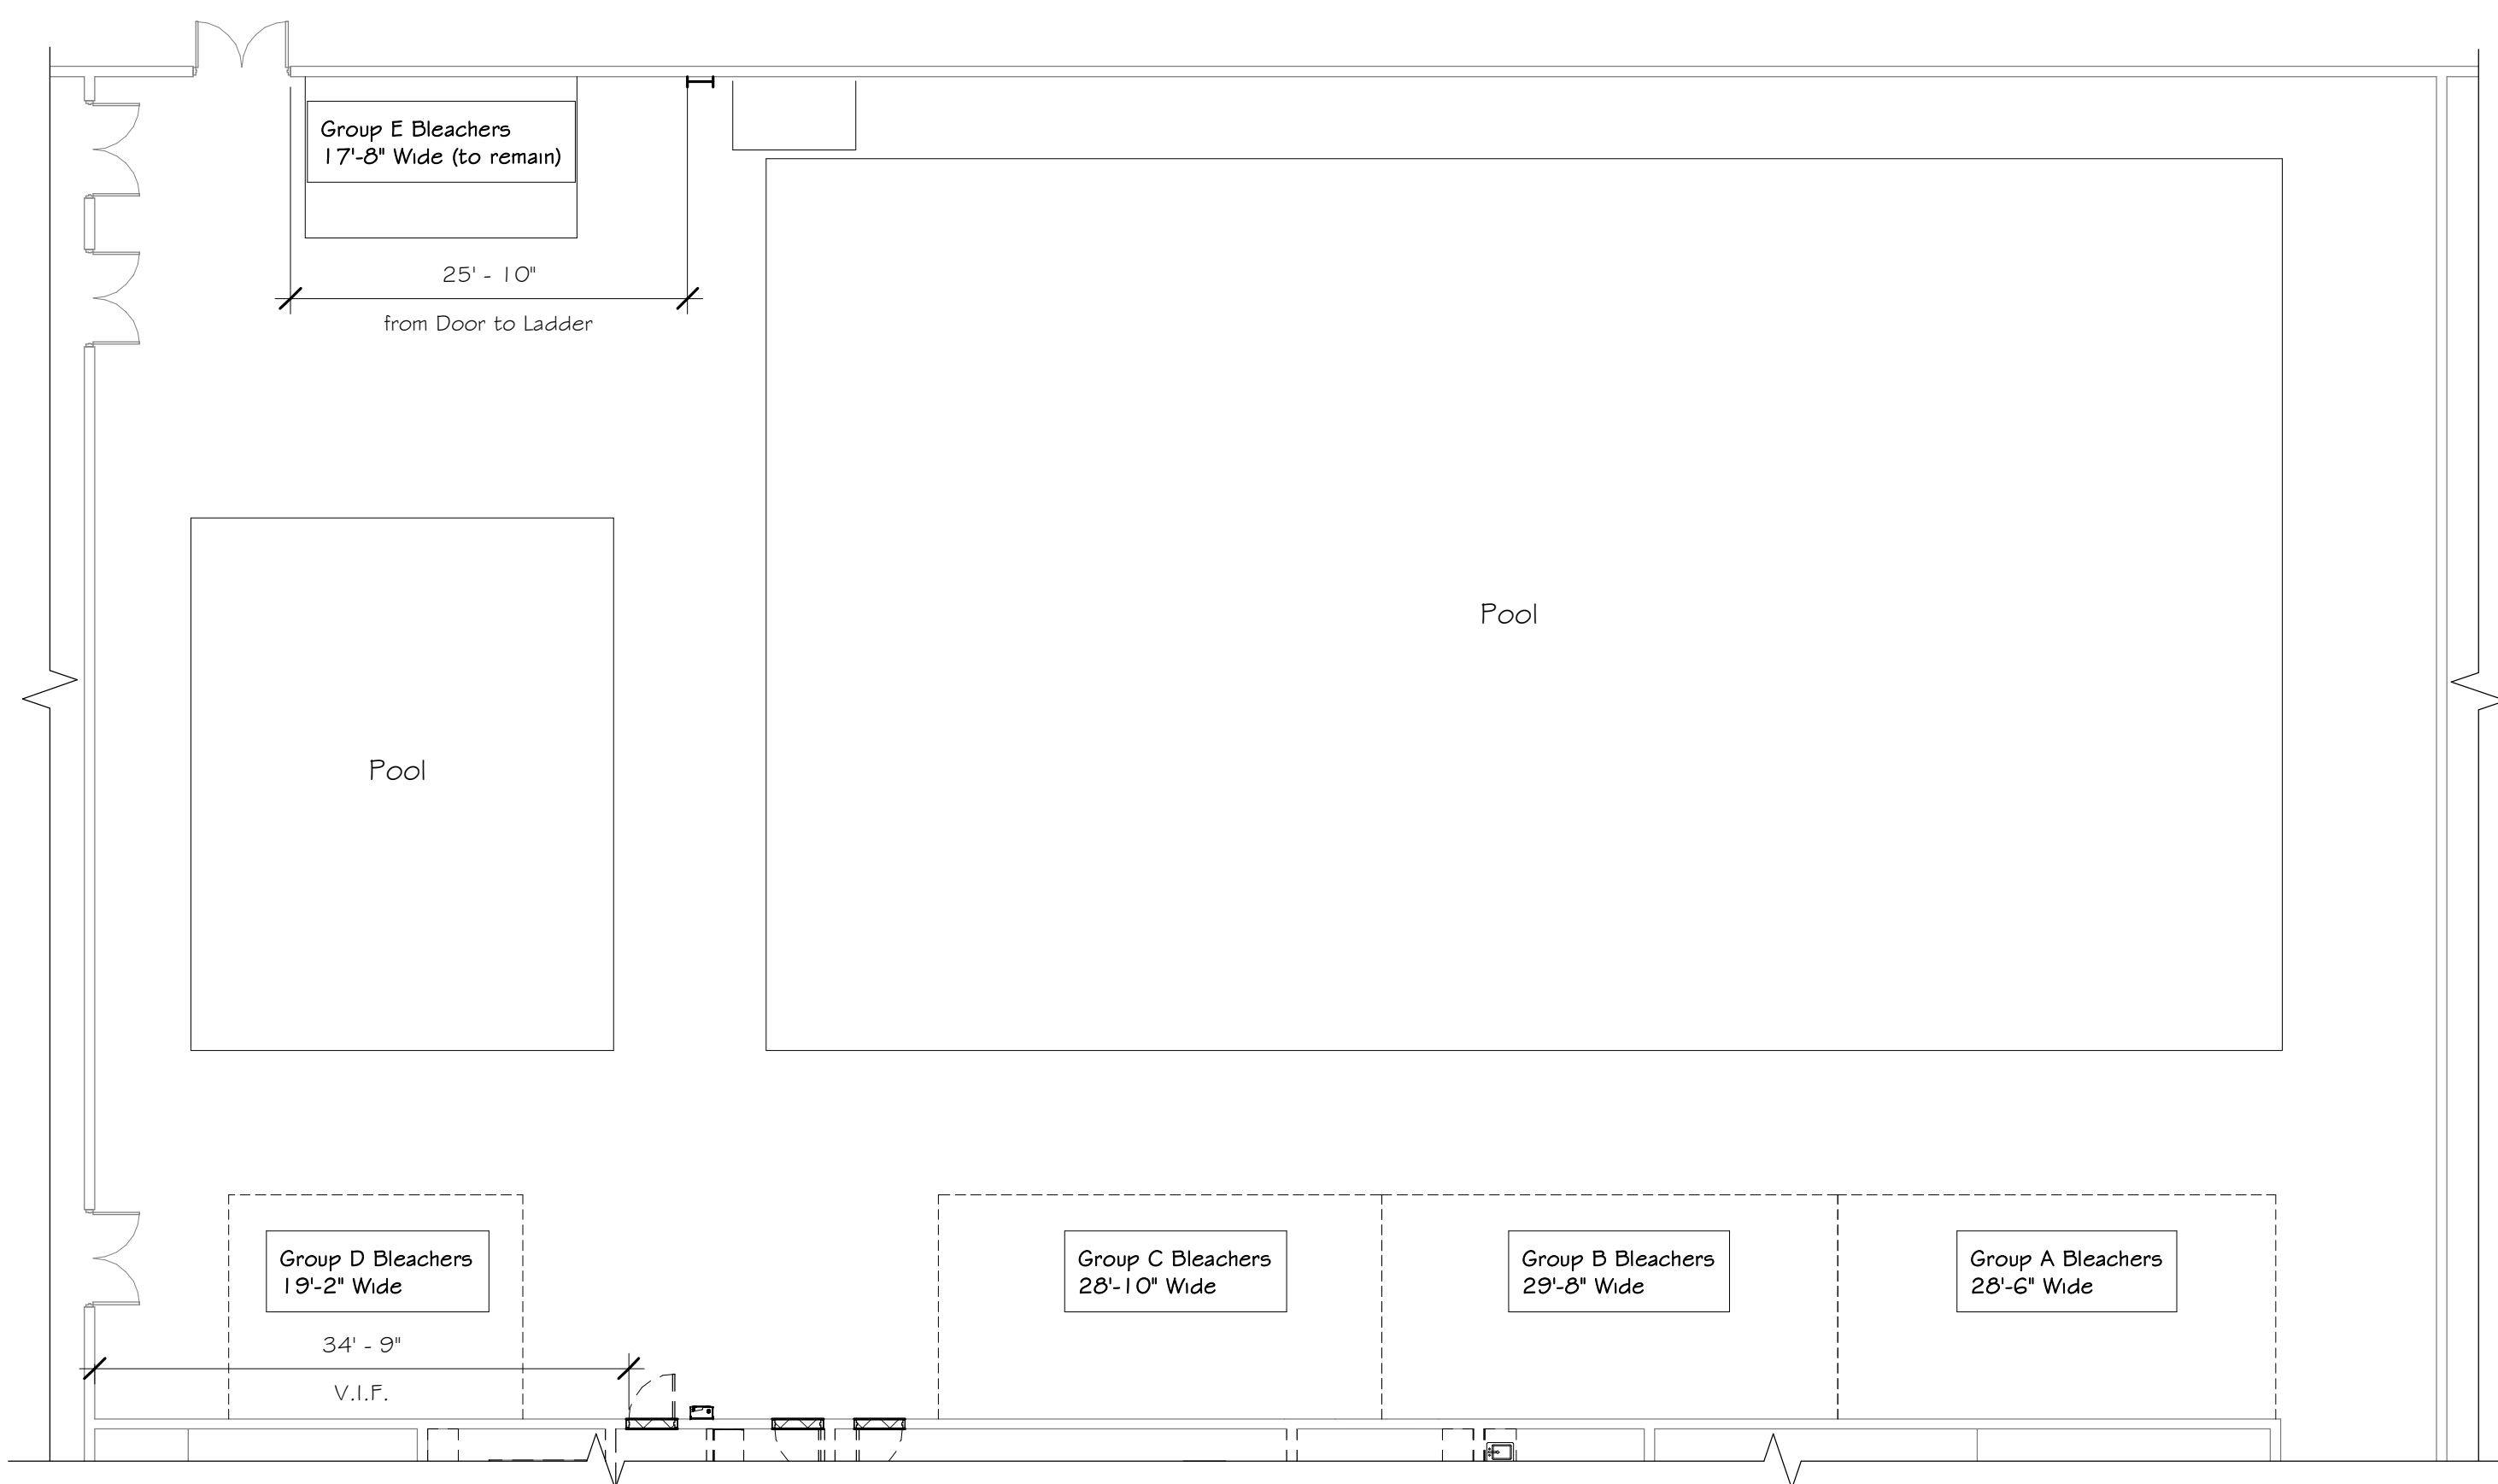 Group E Bleachers
17'-8" Wide (to remain)
25' - 10"
from Door to Ladder
Pool
Pool
Group D Bleachers
19'-2" Wide
Group C Bleachers
28'-10" Wide
Group B Bleachers
29'-8" Wide
Group A Bleachers
28'-6" Wide
34' - 9"
V.I.F.